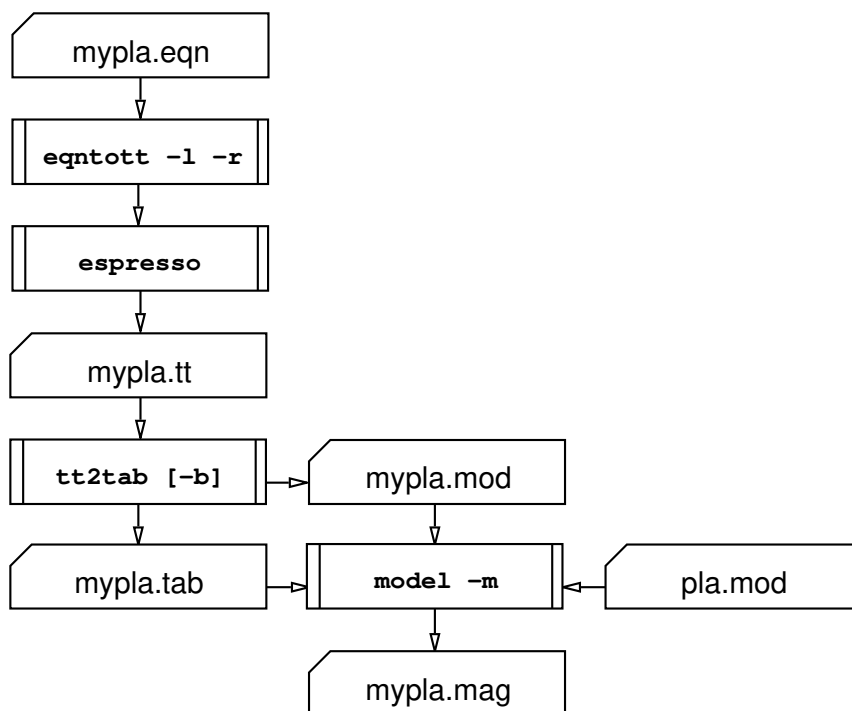 mypla.eqn
eqntott -l -r
espresso
mypla.tt
tt2tab [-b]
mypla.mod
mypla.tab
model -m
pla.mod
mypla.mag